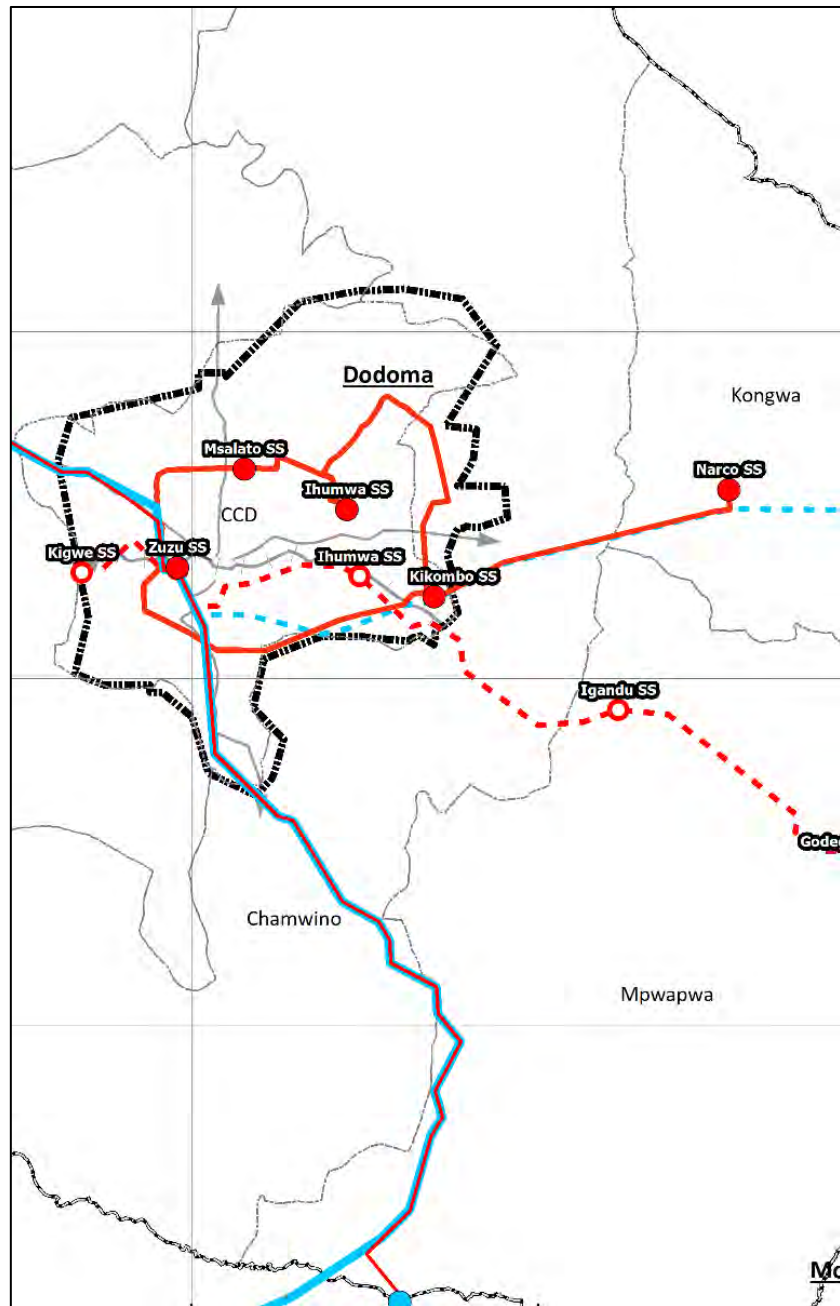 Dodoma
Kongwa
Msalato SS
Narco SS
Ihumwa SS
CCD
Zuzu SS
Ihumwa SS
Kigwe SS
Kikombo SS
Igandu SS
Chamwino
Mpwapwa